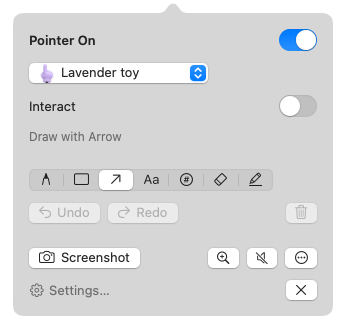 Pointer On
Lavender toy
Interact
Draw with Arrow
Aa #
Undo Redo
Screenshot
Settings...